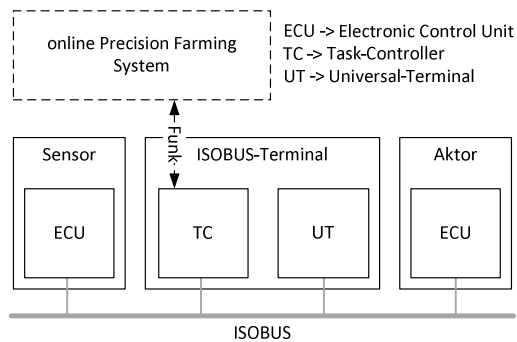 online Precision Farming
System
ECU -> Electronic Control Unit
TC -> Task-Controller
UT -> Universal-Terminal
Funk
Sensor
ISOBUS-Terminal
Aktor
ECU
TC
UT
ECU
ISOBUS